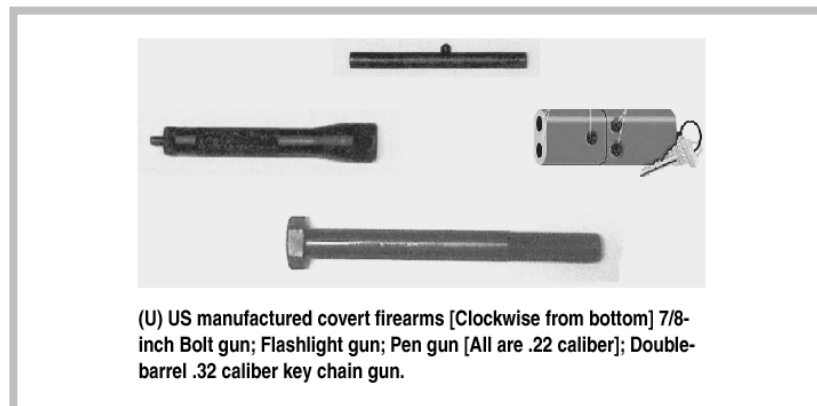 (U) US manufactured covert firearms [Clockwise from bottom] 7/8-
inch Bolt gun; Flashlight gun; Pen gun [All are .22 caliber]; Double-
barrel .32 caliber key chain gun.